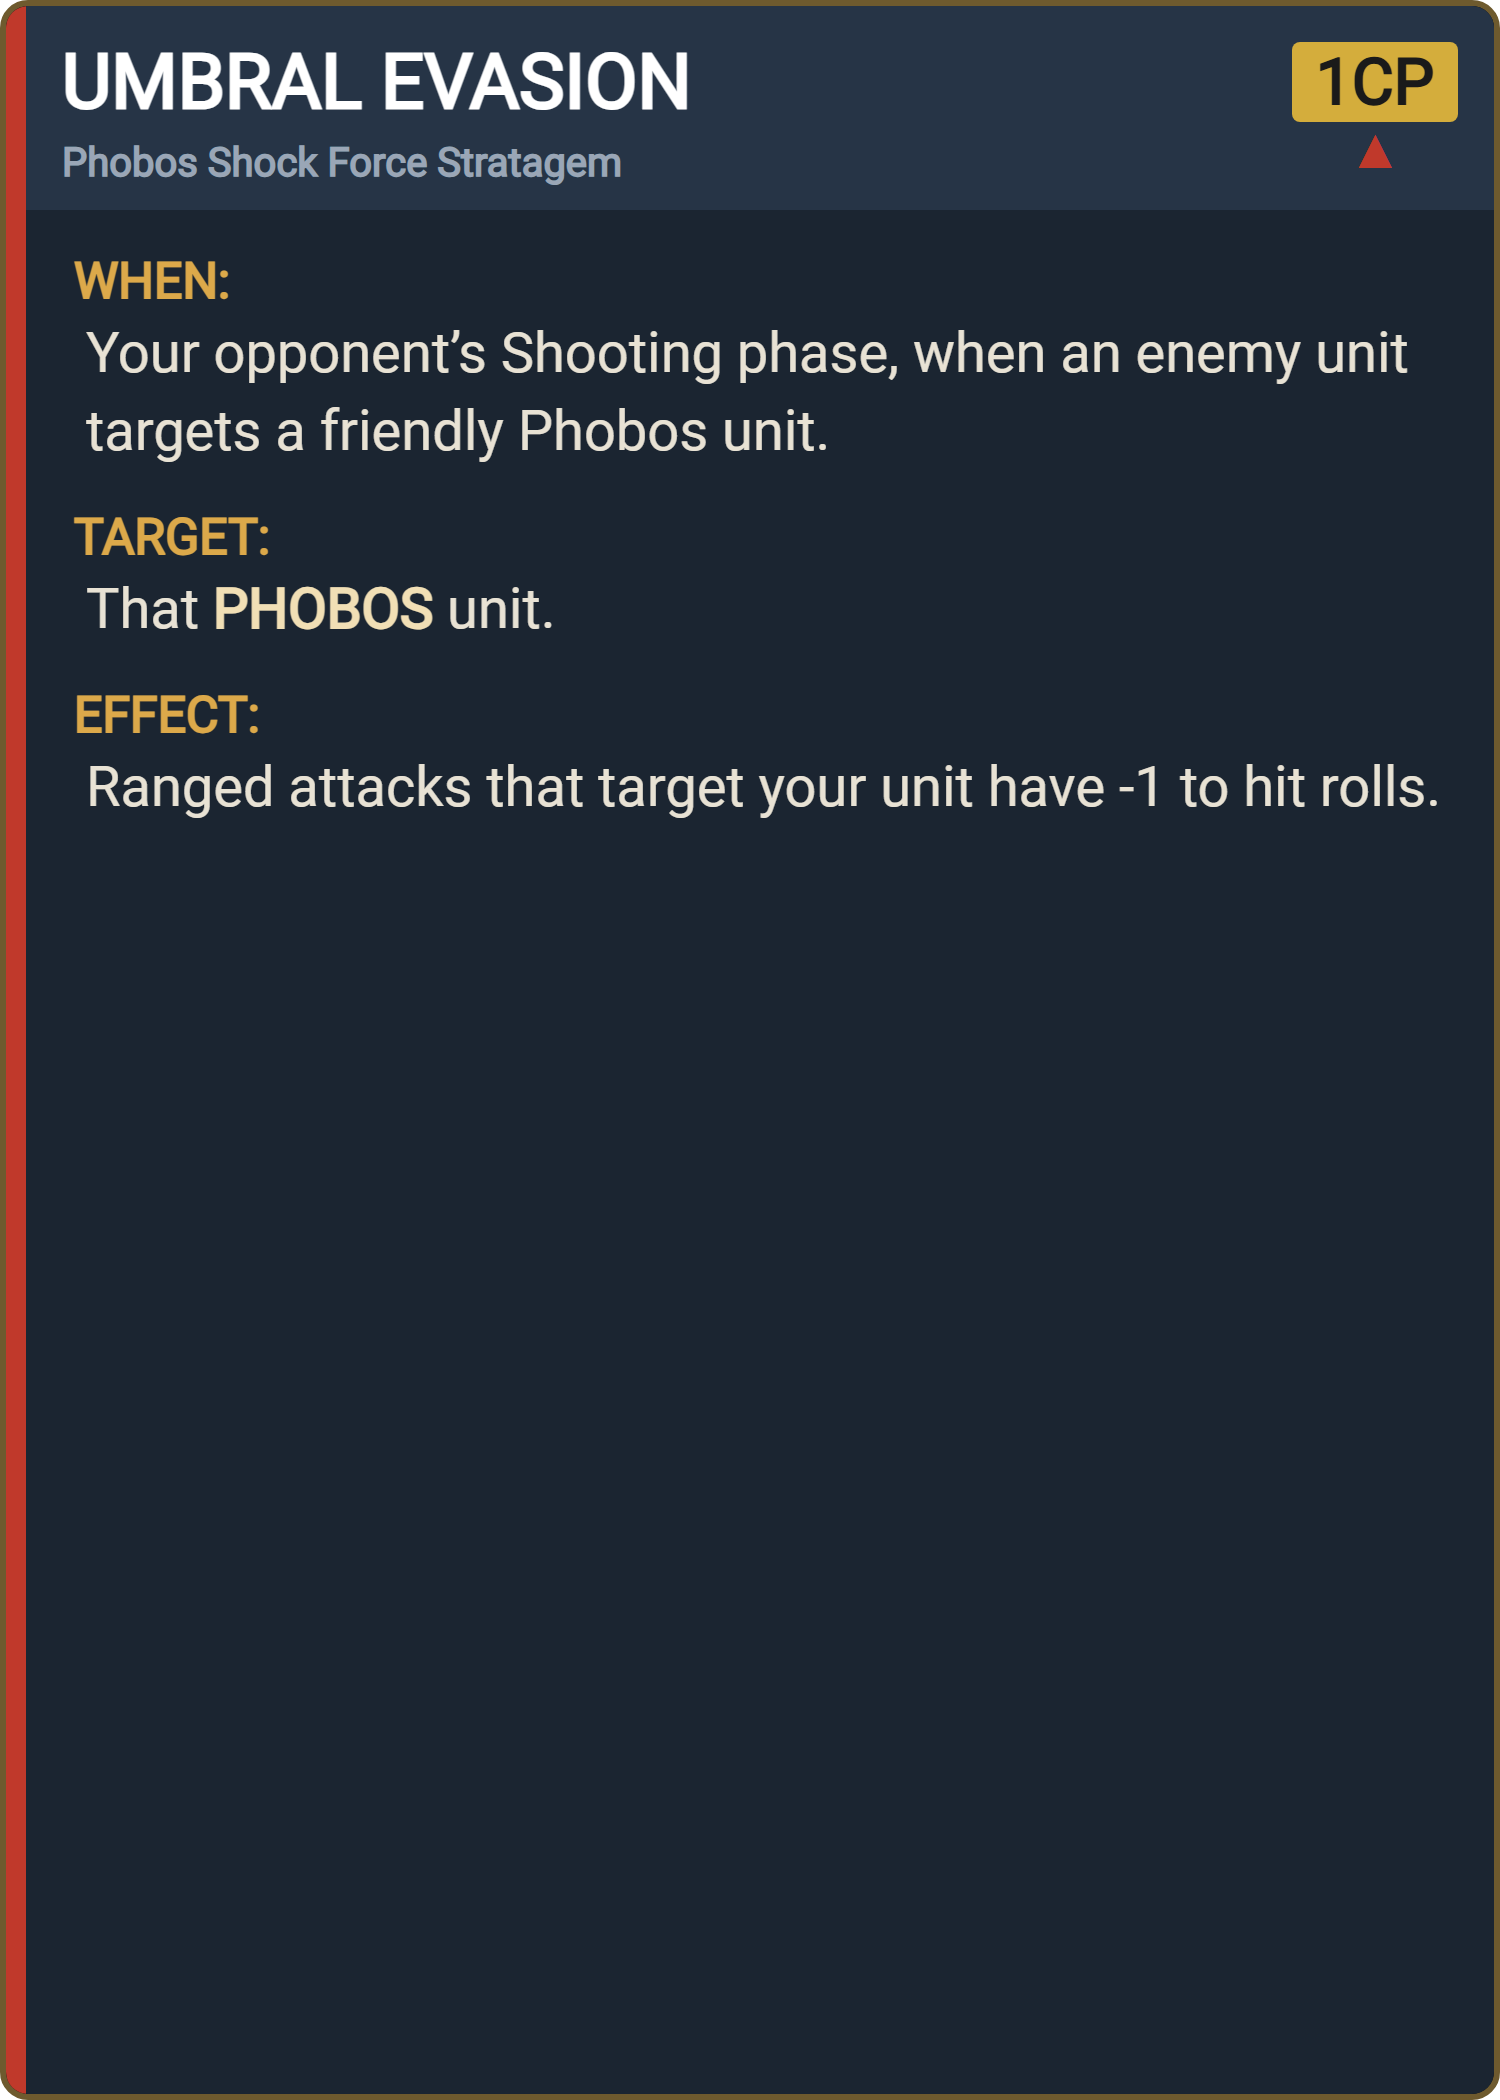 UMBRAL EVASION
1CP
Phobos Shock Force Stratagem
WHEN:
Your opponent’s Shooting phase, when an enemy unit
targets a friendly Phobos unit.
TARGET:
That PHOBOS unit.
EFFECT:
Ranged attacks that target your unit have -1 to hit rolls.